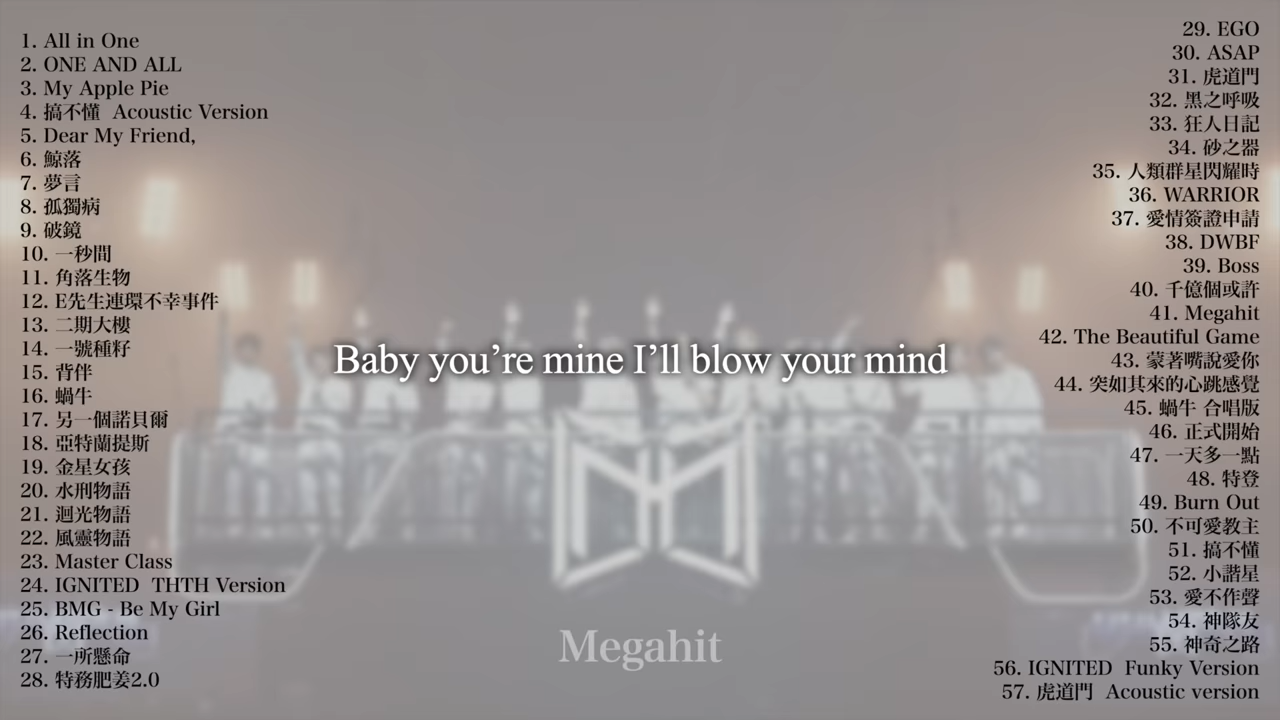 1. All in One
2. ONE AND ALL
3. My Apple Pie
4. 搞不懂  Acoustic Version
5. Dear My Friend,
6. 鯨落
7. 夢言
8. 孤獨病
9. 破鏡
10. 一秒間
11. 角落生物
12. E先生連環不幸事件
13. 二期大樓
14. 一號種籽
15. 背伴
16. 蝸牛
17. 另一個諾貝爾
18. 亞特蘭提斯
19. 金星女孩
20. 水刑物語
21. 迴光物語
22. 風靈物語
23. Master Class
24. IGNITED  THTH Version
25. BMG - Be My Girl
26. Reflection
27. 一所懸命
28. 特務肥姜2.0
Baby you’re mine I’ll blow your mind
Megahit
29. EGO
30. ASAP
31. 虎道門
32. 黑之呼吸
33. 狂人日記
34. 砂之器
35. 人類群星閃耀時
36. WARRIOR
37. 愛情簽證申請
38. DWBF
39. Boss
40. 千億個或許
41. Megahit
42. The Beautiful Game
43. 蒙著嘴說愛你
44. 突如其來的心跳感覺
45. 蝸牛 合唱版
46. 正式開始
47. 一天多一點
48. 特登
49. Burn Out
50. 不可愛教主
51. 搞不懂
52. 小諧星
53. 愛不作聲
54. 神隊友
55. 神奇之路
56. IGNITED  Funky Version
57. 虎道門  Acoustic version